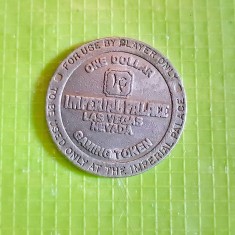 FOR USE BY PLAYER ONLY
ONE DOLLAR
IMPERIAL PALACE
LAS VEGAS
NEVADA
GAMING TOKEN
TO BE USED ONLY AT THE IMPERIAL PALACE